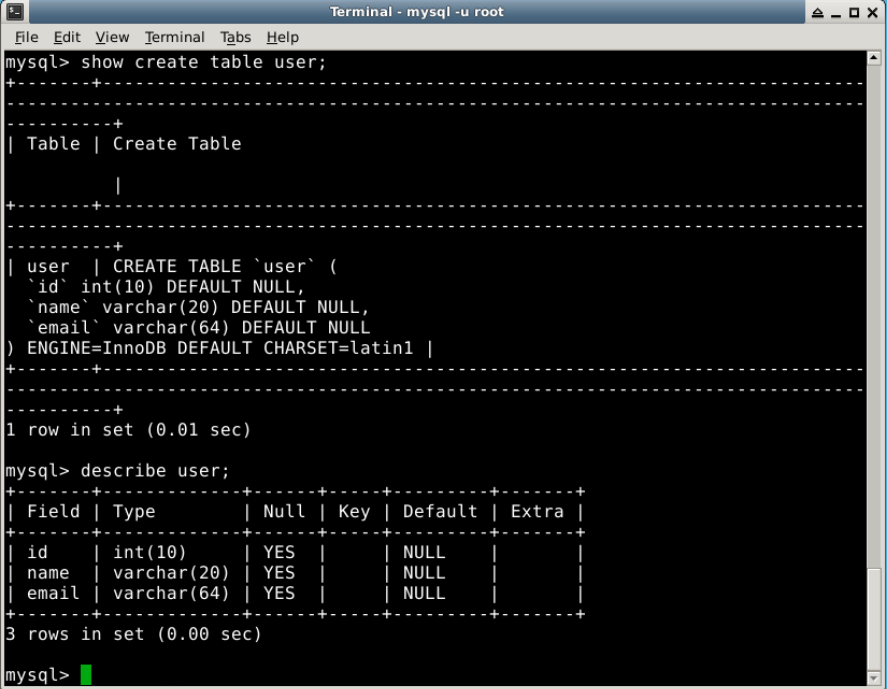 Terminal - mysql -u root
File Edit View Terminal Tabs Help
mysql> show create table user;
+-------+-----------------------------------------------------------------------
--------------------------------------------------------------------------------
----------+
| Table | Create Table

          |
+-------+-----------------------------------------------------------------------
--------------------------------------------------------------------------------
----------+
| user  | CREATE TABLE `user` (
  `id` int(10) DEFAULT NULL,
  `name` varchar(20) DEFAULT NULL,
  `email` varchar(64) DEFAULT NULL
) ENGINE=InnoDB DEFAULT CHARSET=latin1 |
+-------+-----------------------------------------------------------------------
--------------------------------------------------------------------------------
----------+
1 row in set (0.01 sec)

mysql> describe user;
+-------+-------------+------+-----+---------+-------+
| Field | Type        | Null | Key | Default | Extra |
+-------+-------------+------+-----+---------+-------+
| id    | int(10)     | YES  |     | NULL    |       |
| name  | varchar(20) | YES  |     | NULL    |       |
| email | varchar(64) | YES  |     | NULL    |       |
+-------+-------------+------+-----+---------+-------+
3 rows in set (0.00 sec)

mysql>